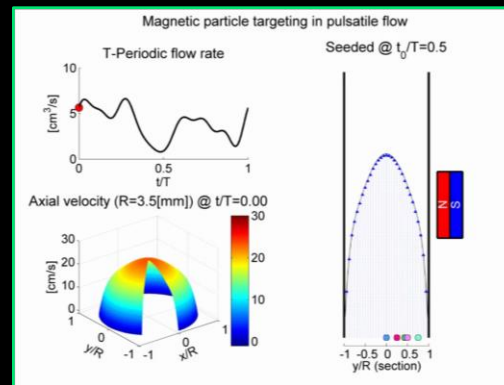 Magnetic particle targeting in pulsatile flow
T-Periodic flow rate
10
5
0
[cm³/s]
0
0.5
1
t/T
Axial velocity (R=3.5[mm]) @ t/T=0.00
30
20
10
0
[cm/s]
1
0
-1
y/R
-1
0
1
x/R
30
20
10
0
Seeded @ t₀/T=0.5
N
S
-1 -0.5 0 0.5 1
y/R (section)